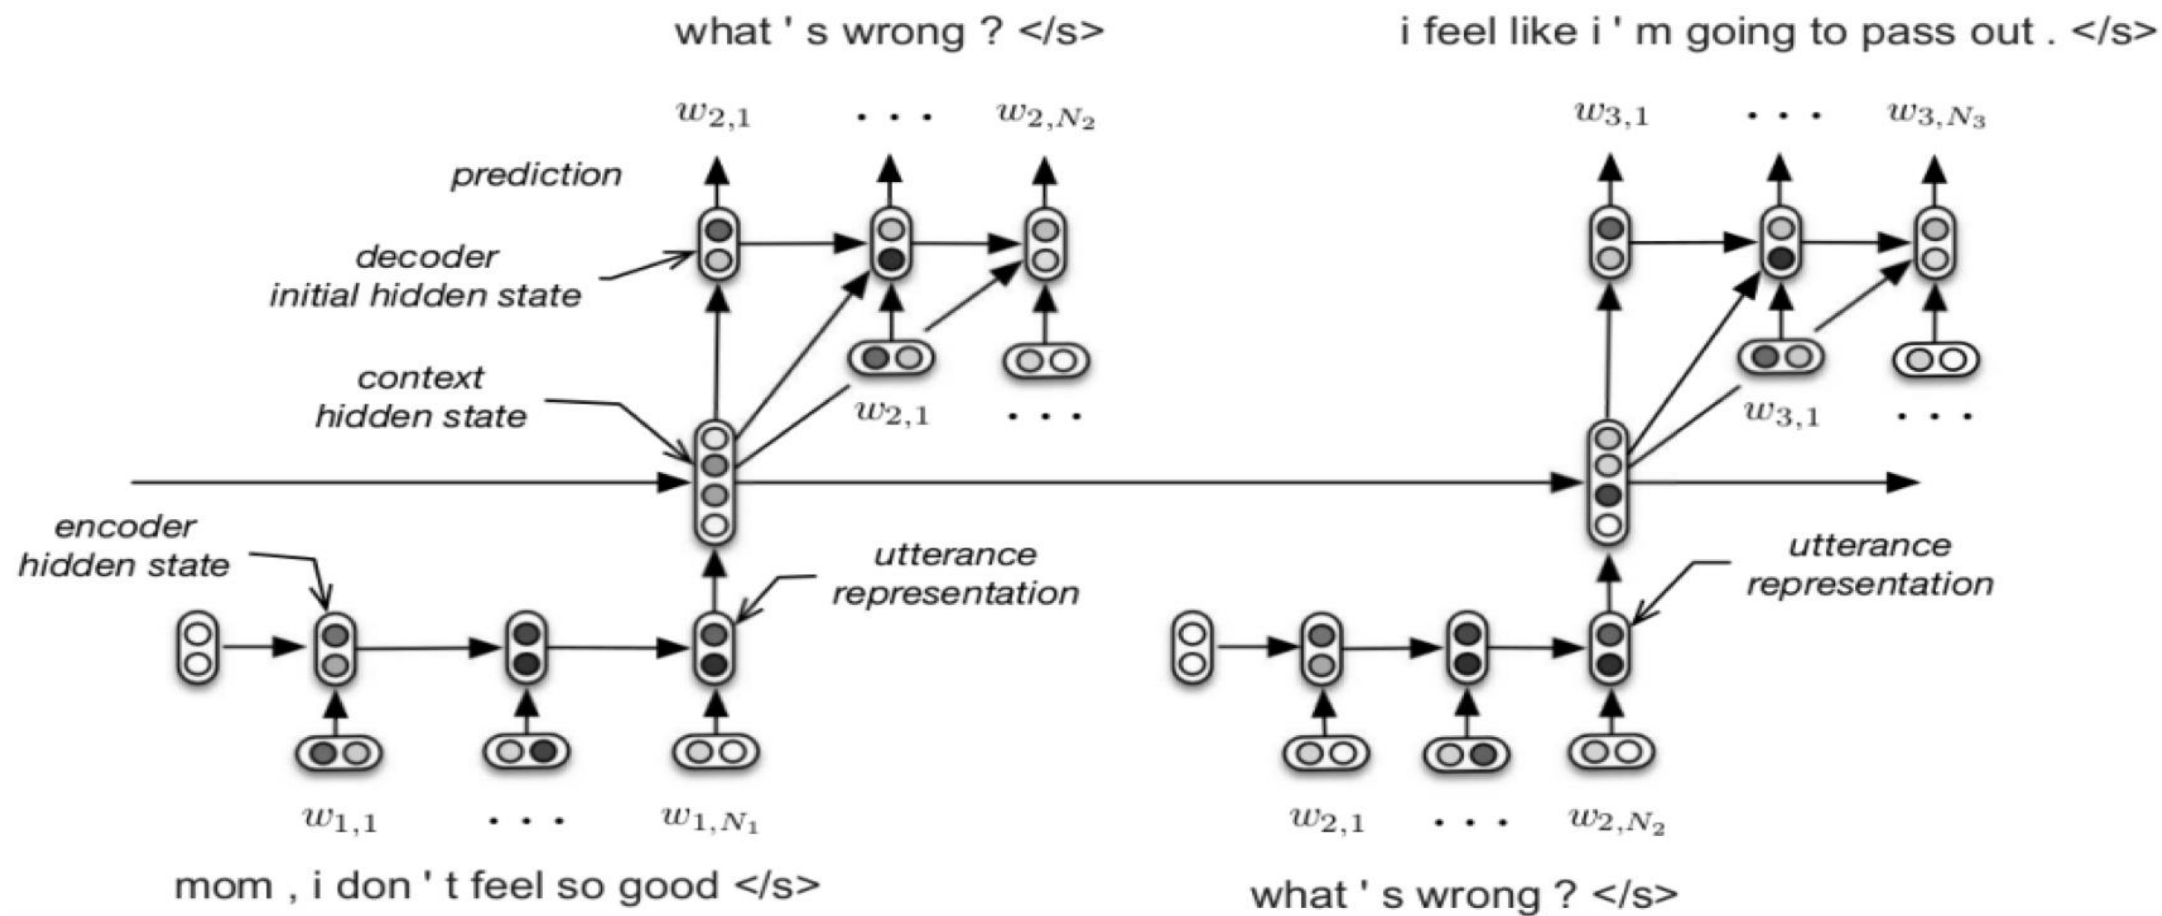 what ' s wrong ? </s>
i feel like i ' m going to pass out . </s>
w2,1 . . . w2,N2
w3,1 . . . w3,N3
prediction
decoder
initial hidden state
context
hidden state
w2,1 . . .
w3,1 . . .
encoder
hidden state
utterance
representation
utterance
representation
w1,1 . . . w1,N1
w2,1 . . . w2,N2
mom , i don ' t feel so good </s>
what ' s wrong ? </s>